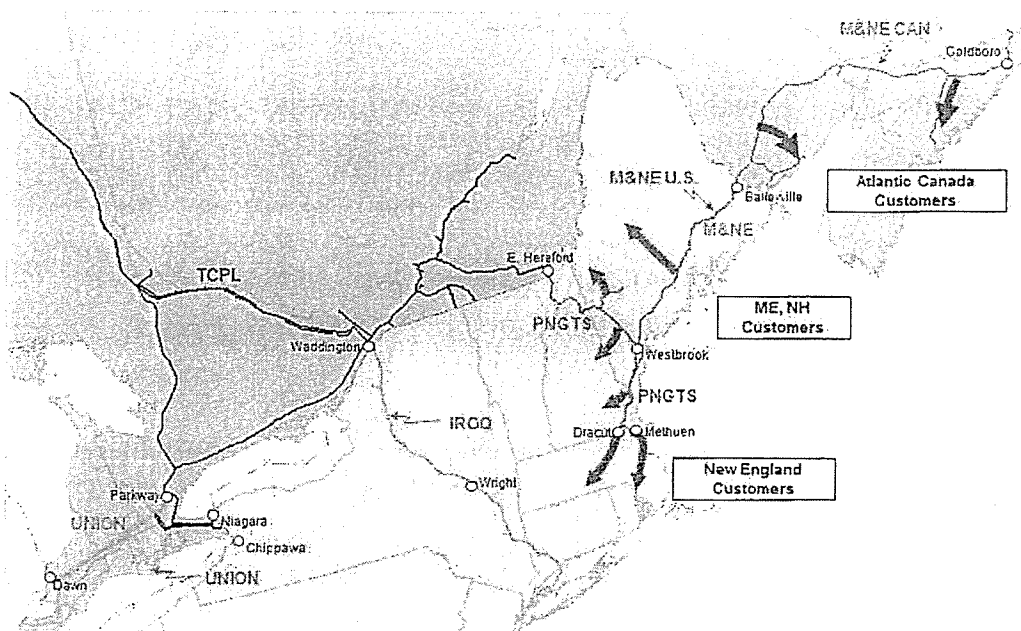 M&NE CAN
Goldboro
M&NE U.S.
Baileyville
Atlantic Canada
Customers
M&NE
E. Hereford
TCPL
ME, NH
Customers
PNGTS
Waddington
Westbrook
PNGTS
IROQ
Dracut
Methuen
New England
Customers
Wright
Parkway
UNION
Niagara
Chippawa
UNION
Dawn